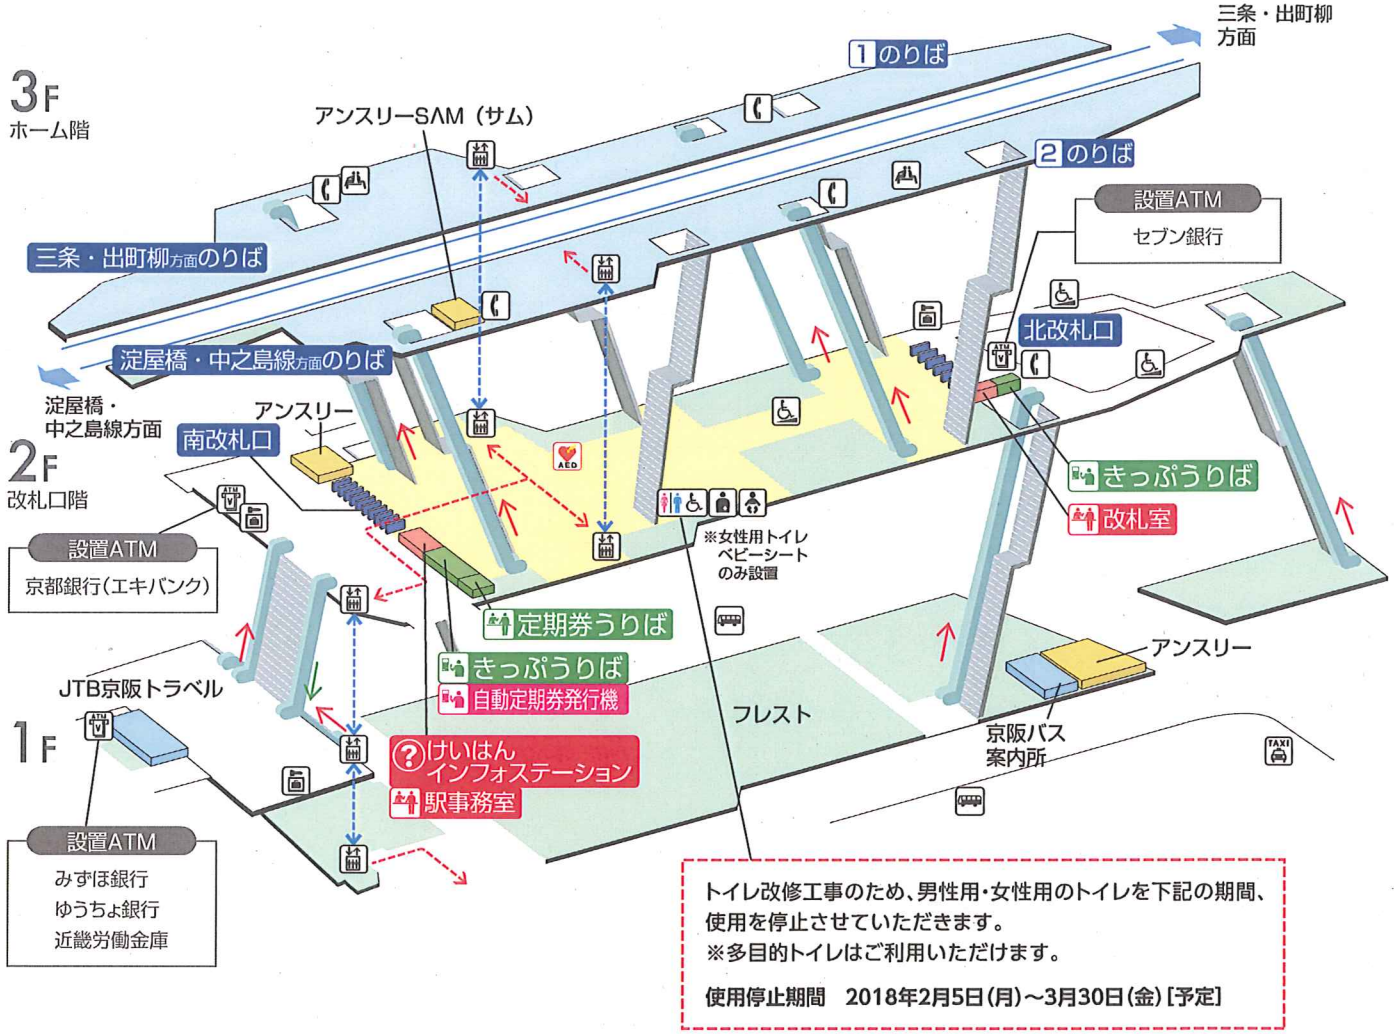 三条・出町柳
方面
1 のりば
3F
ホーム階
アンスリーSAM（サム）
2 のりば
設置ATM
セブン銀行
三条・出町柳方面のりば
北改札口
ATM
淀屋橋・中之島線方面のりば
淀屋橋・
中之島線方面
アンスリー
南改札口
2F
改札口階
AED
きっぷうりば
改札室
ATM
設置ATM
京都銀行（エキバンク）
※女性用トイレ
ベビーシート
のみ設置
定期券うりば
きっぷうりば
自動定期券発行機
アンスリー
JTB京阪トラベル
フレスト
京阪バス
案内所
1F
ATM
?けいはん
インフォステーション
駅事務室
TAXI
設置ATM
みずほ銀行
ゆうちょ銀行
近畿労働金庫
トイレ改修工事のため、男性用・女性用のトイレを下記の期間、
使用を停止させていただきます。
※多目的トイレはご利用いただけます。
使用停止期間　2018年2月5日（月）～3月30日（金）［予定］